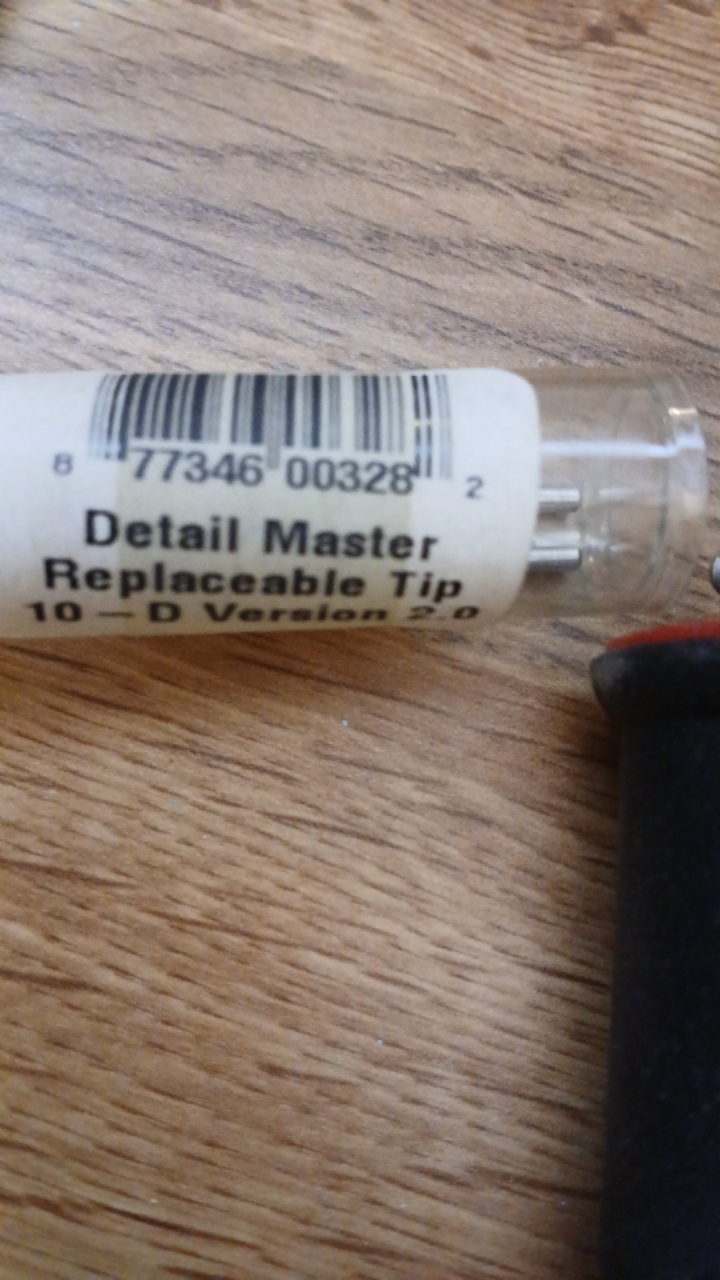 8 77346 00328 2
Detail Master
Replaceable Tip
10 - D Version 2.0